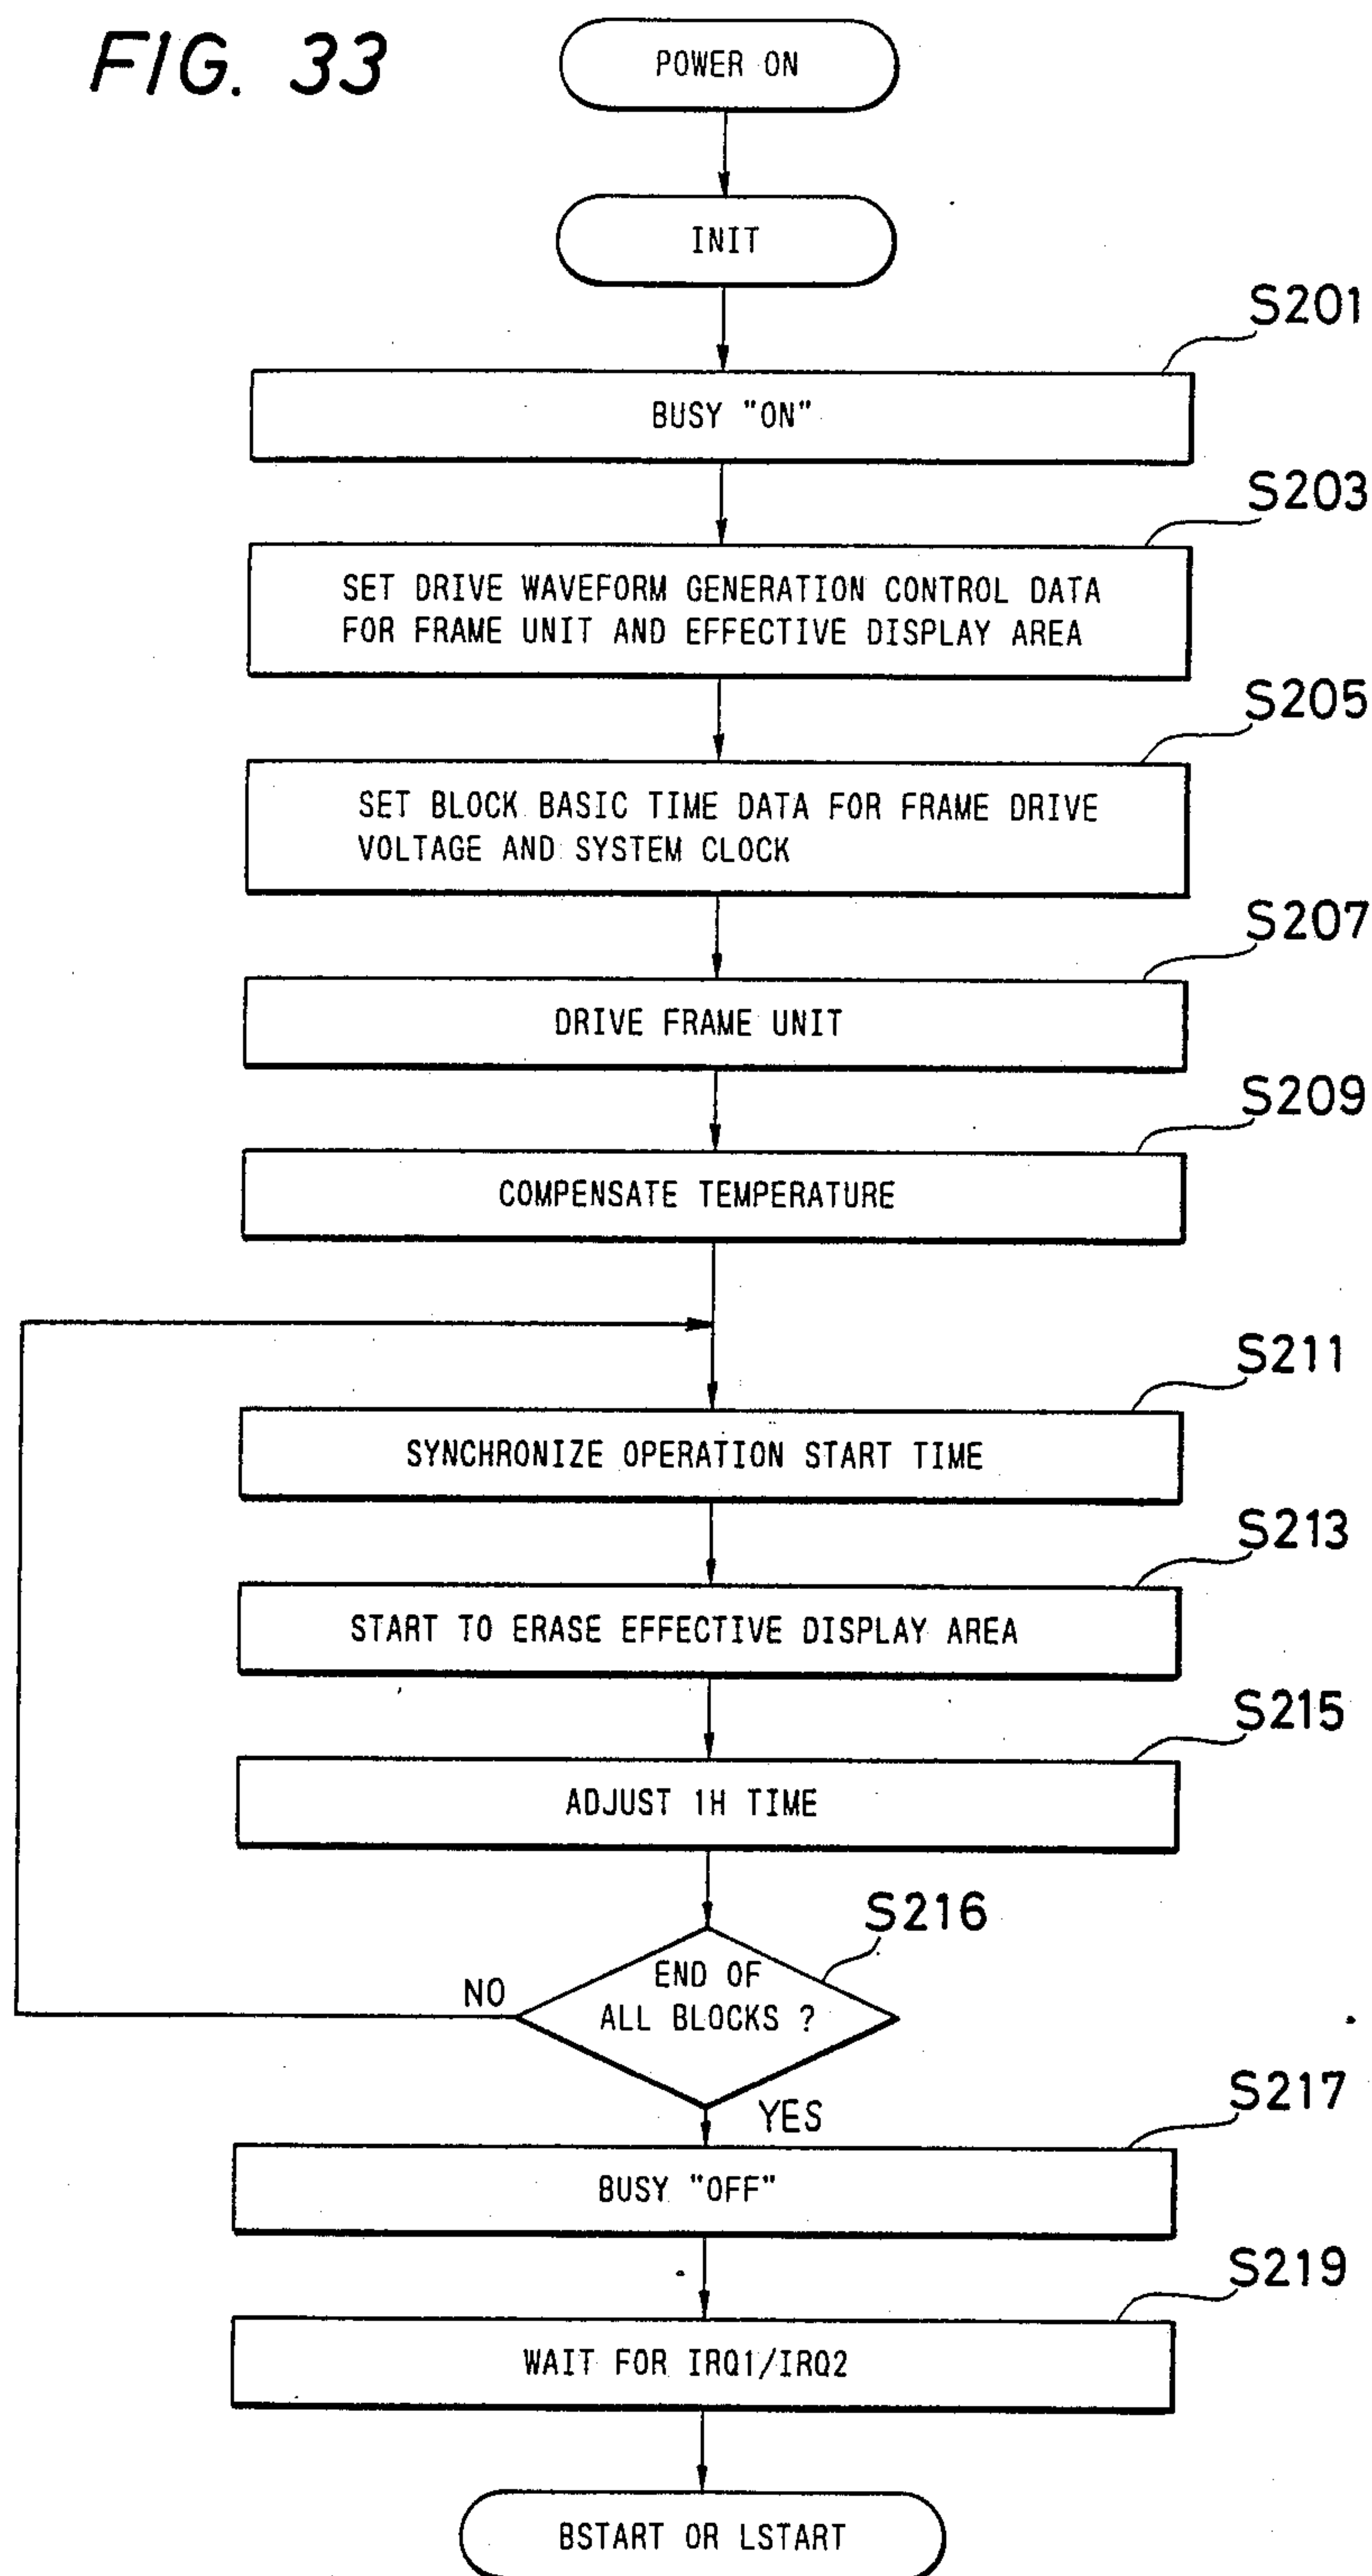 FIG. 33
POWER ON
INIT
S201
BUSY "ON"
S203
SET DRIVE WAVEFORM GENERATION CONTROL DATA
FOR FRAME UNIT AND EFFECTIVE DISPLAY AREA
S205
SET BLOCK BASIC TIME DATA FOR FRAME DRIVE
VOLTAGE AND SYSTEM CLOCK
S207
DRIVE FRAME UNIT
S209
COMPENSATE TEMPERATURE
S211
SYNCHRONIZE OPERATION START TIME
S213
START TO ERASE EFFECTIVE DISPLAY AREA
S215
ADJUST 1H TIME
S216
END OF
ALL BLOCKS ?
NO
YES
S217
BUSY "OFF"
S219
WAIT FOR IRQ1/IRQ2
BSTART OR LSTART